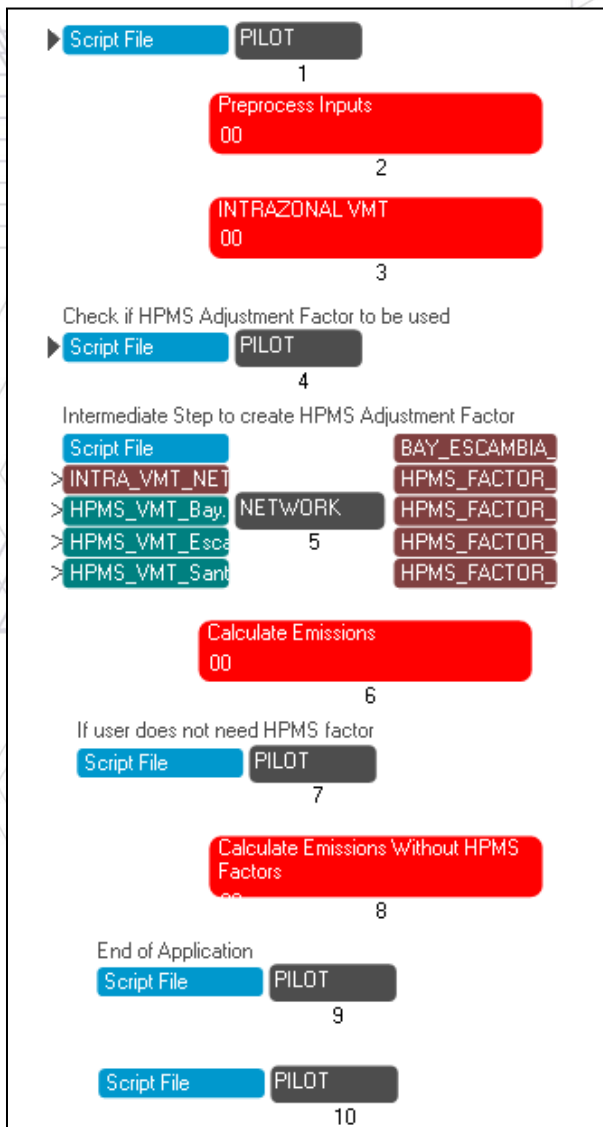 Script File PILOT
1
Preprocess Inputs
00
2
INTRAZONAL VMT
00
3
Check if HPMS Adjustment Factor to be used
Script File PILOT
4
Intermediate Step to create HPMS Adjustment Factor
Script File BAY_ESCAMBIA_
INTRA_VMT_NET HPMS_FACTOR_
HPMS_VMT_Bay. NETWORK HPMS_FACTOR_
HPMS_VMT_Esca 5 HPMS_FACTOR_
HPMS_VMT_Sant HPMS_FACTOR_
Calculate Emissions
00
6
If user does not need HPMS factor
Script File PILOT
7
Calculate Emissions Without HPMS
Factors
8
End of Application
Script File PILOT
9
Script File PILOT
10